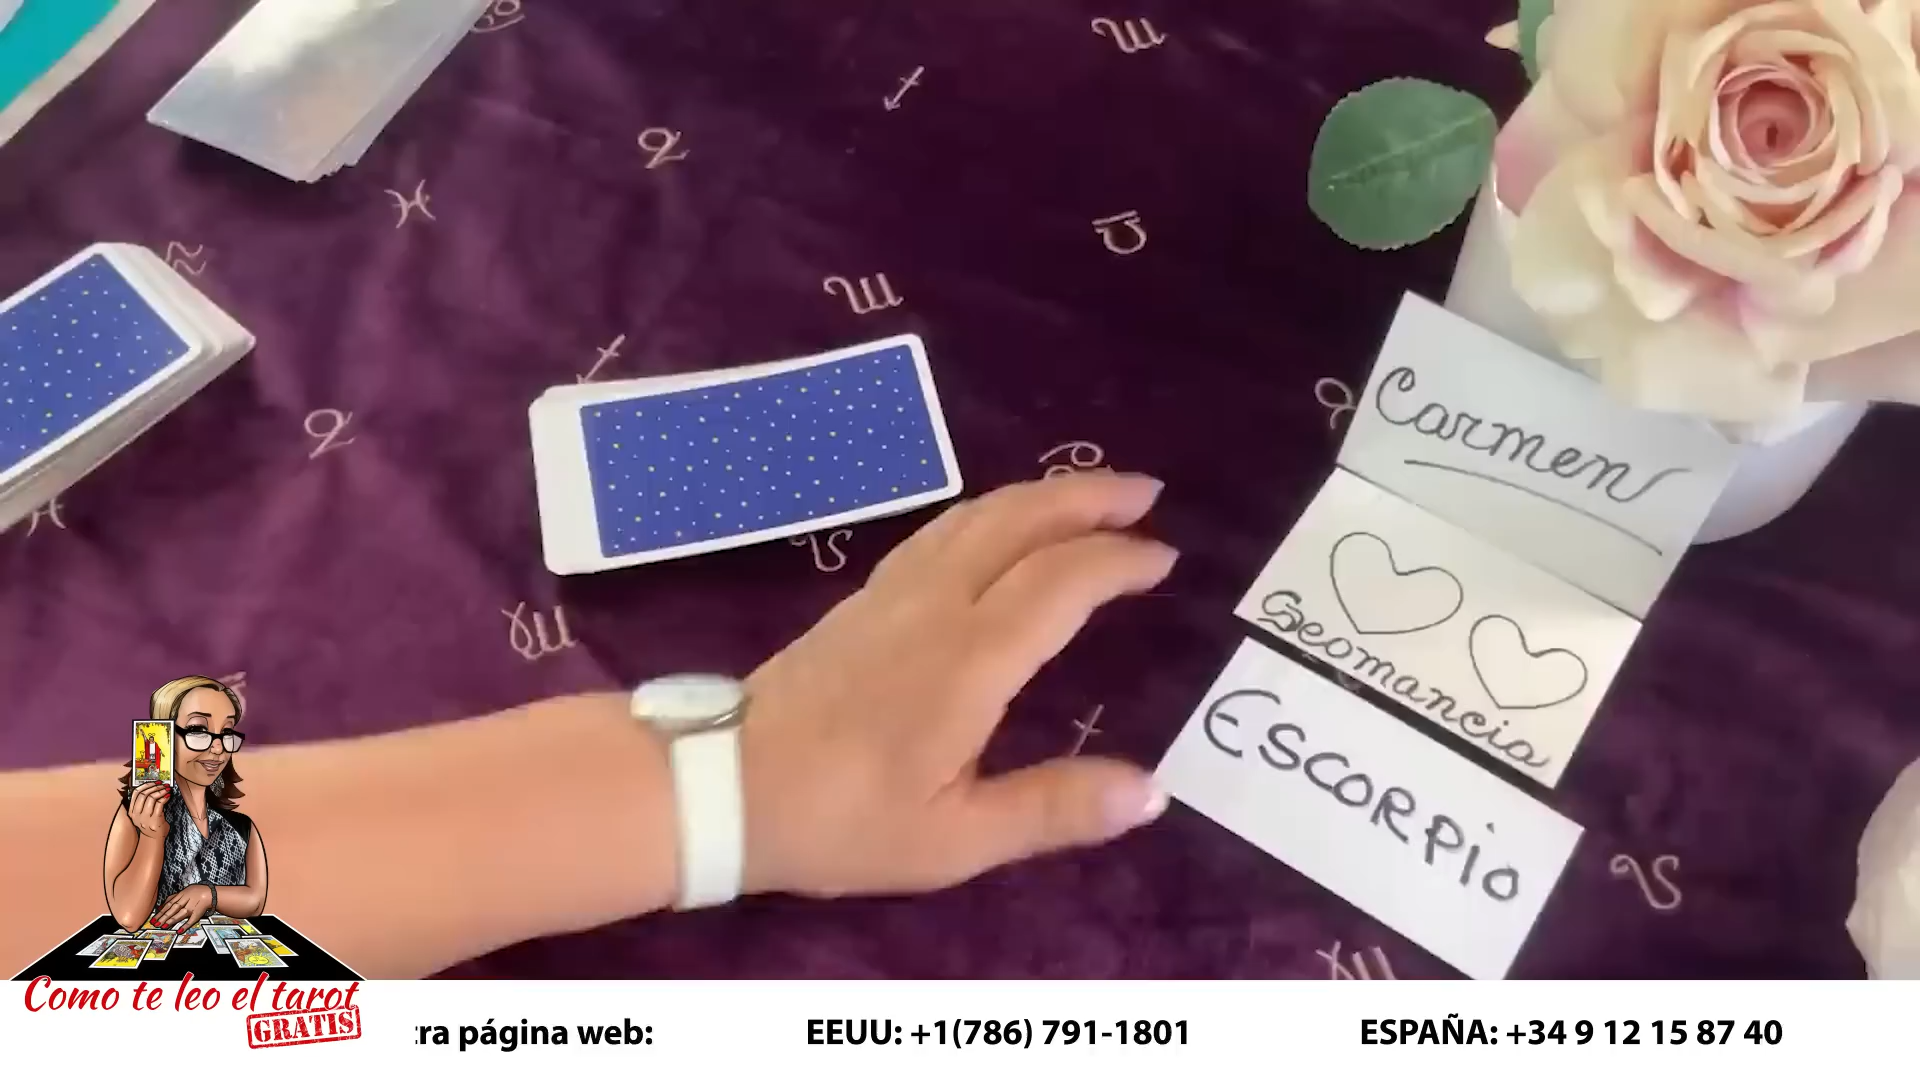 Carmen
Geomancia
ESCORPiO
Como te leo el tarot
GRATIS
tra página web:
EEUU: +1(786) 791-1801
ESPAÑA: +34 9 12 15 87 40